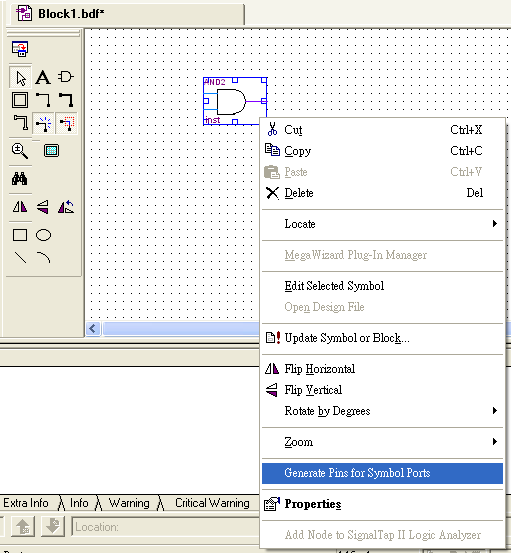 Block1.bdf*
A
AND2
inst
Cut Ctrl+X
Copy Ctrl+C
Paste Ctrl+V
Delete Del
Locate
MegaWizard Plug-In Manager
Edit Selected Symbol
Open Design File
Update Symbol or Block...
Flip Horizontal
Flip Vertical
Rotate by Degrees
Zoom
Generate Pins for Symbol Ports
Properties
Add Node to SignalTap II Logic Analyzer
Extra Info Info Warning Critical Warning
Location: